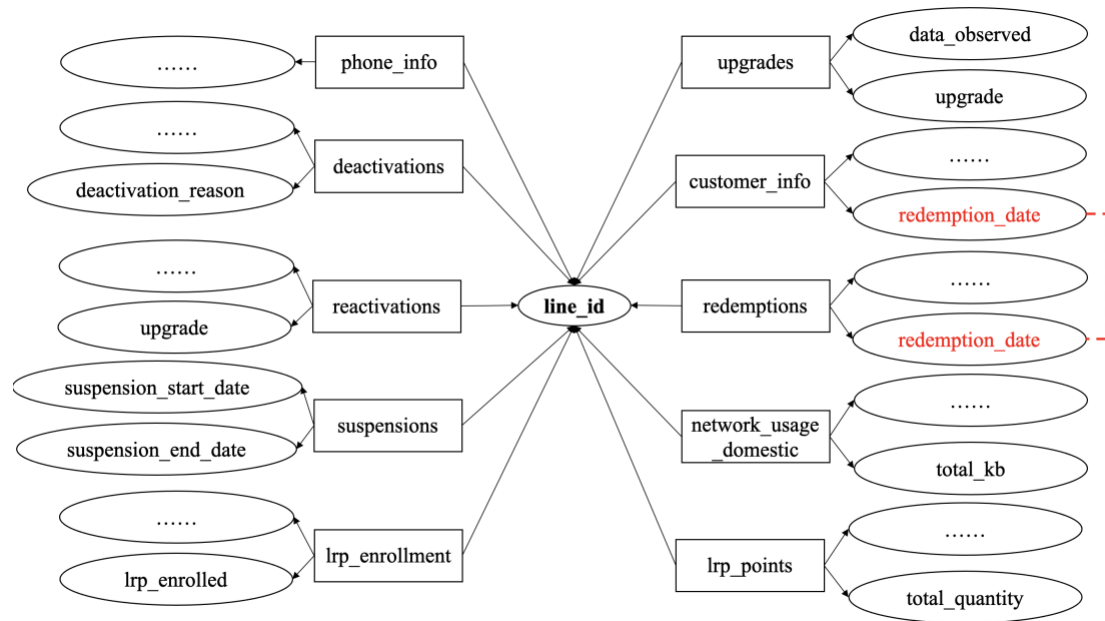 ……
phone_info
……
deactivations
deactivation_reason
……
reactivations
upgrade
suspension_start_date
suspensions
suspension_end_date
……
lrp_enrollment
lrp_enrolled
line_id
data_observed
upgrades
upgrade
……
customer_info
redemption_date
……
redemptions
redemption_date
……
network_usage
_domestic
total_kb
……
lrp_points
total_quantity